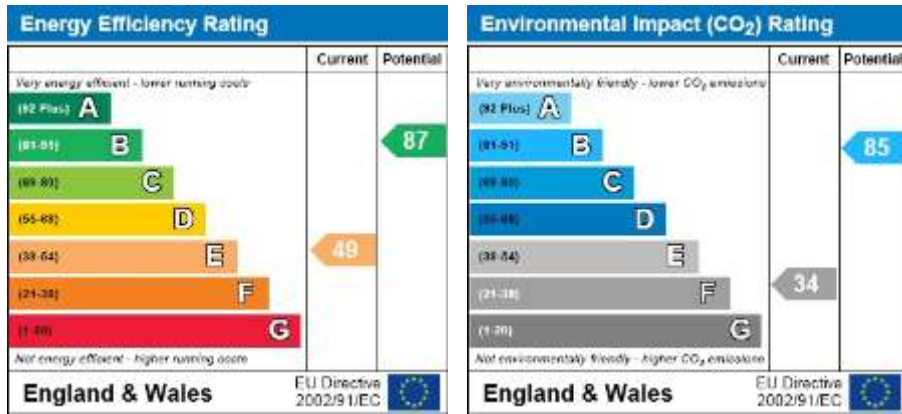 Energy Efficiency Rating
Current Potential
Very energy efficient - lower running costs
(92 Plus) A
(81-91) B
87
(69-80) C
(55-68) D
(39-54) E
49
(21-38) F
(1-20) G
Not energy efficient - higher running costs
England & Wales
EU Directive
2002/91/EC
Environmental Impact (CO₂) Rating
Current Potential
Very environmentally friendly - lower CO₂ emissions
(92 Plus) A
(81-91) B
85
(69-80) C
(55-68) D
(39-54) E
(21-38) F
34
(1-20) G
Not environmentally friendly - higher CO₂ emissions
England & Wales
EU Directive
2002/91/EC